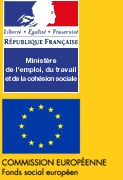 Liberté • Égalité • Fraternité
RÉPUBLIQUE FRANÇAISE
Ministère
de l'emploi, du travail
et de la cohésion sociale
COMMISSION EUROPÉENNE
Fonds social européen